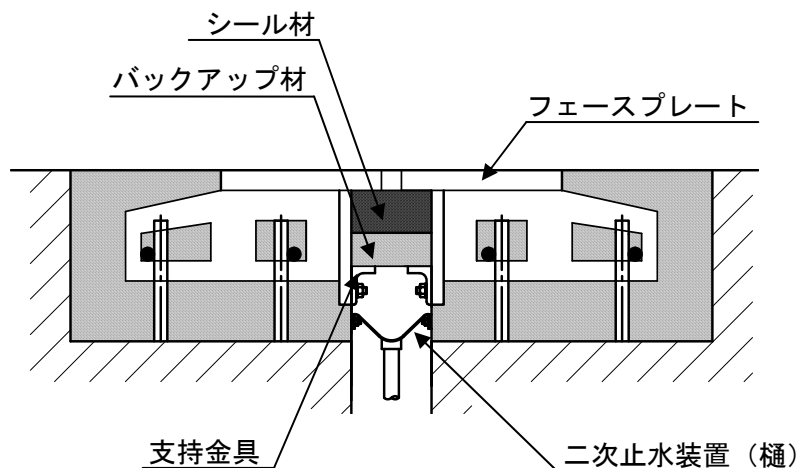 シール材
バックアップ材
フェースプレート
支持金具
二次止水装置（樋）